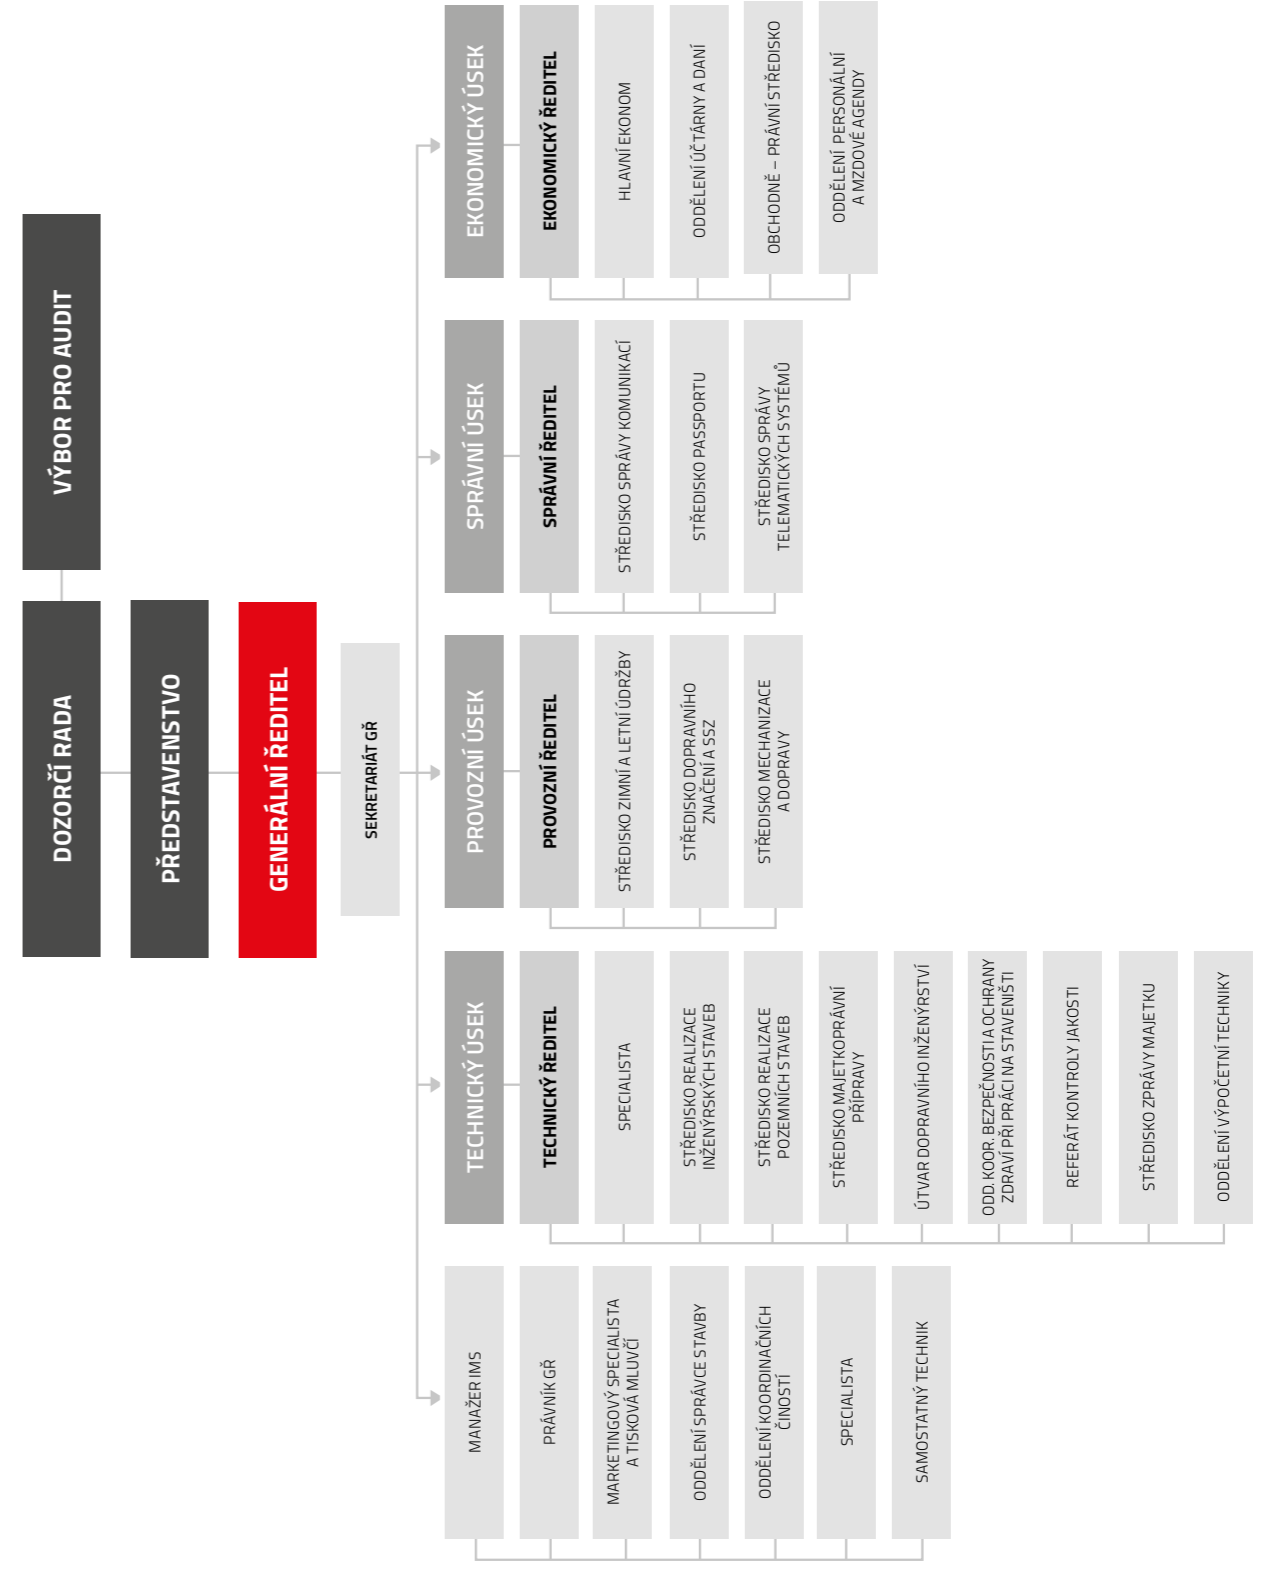 DOZORČÍ RADA
VÝBOR PRO AUDIT
PŘEDSTAVENSTVO
GENERÁLNÍ ŘEDITEL
SEKRETARIÁT GŘ
MANAŽER IMS
PRÁVNÍK GŘ
MARKETINGOVÝ SPECIALISTA
A TISKOVÁ MLUVČÍ
ODDĚLENÍ SPRÁVCE STAVBY
ODDĚLENÍ KOORDINAČNÍCH
ČINOSTÍ
SPECIALISTA
SAMOSTATNÝ TECHNIK
TECHNICKÝ ÚSEK
TECHNICKÝ ŘEDITEL
SPECIALISTA
STŘEDISKO REALIZACE
INŽENÝRSKÝCH STAVEB
STŘEDISKO REALIZACE
POZEMNÍCH STAVEB
STŘEDISKO MAJETKOPRÁVNÍ
PŘÍPRAVY
ÚTVAR DOPRAVNÍHO INŽENÝRSTVÍ
ODD. KOOR. BEZPEČNOSTI A OCHRANY
ZDRAVÍ PŘI PRÁCI NA STAVENIŠTI
REFERÁT KONTROLY JAKOSTI
STŘEDISKO ZPRÁVY MAJETKU
ODDĚLENÍ VÝPOČETNÍ TECHNIKY
PROVOZNÍ ÚSEK
PROVOZNÍ ŘEDITEL
STŘEDISKO ZIMNÍ A LETNÍ ÚDRŽBY
STŘEDISKO DOPRAVNÍHO
ZNAČENÍ A SSZ
STŘEDISKO MECHANIZACE
A DOPRAVY
SPRÁVNÍ ÚSEK
SPRÁVNÍ ŘEDITEL
STŘEDISKO SPRÁVY KOMUNIKACÍ
STŘEDISKO PASSPORTU
STŘEDISKO SPRÁVY
TELEMATICKÝCH SYSTÉMŮ
EKONOMICKÝ ÚSEK
EKONOMICKÝ ŘEDITEL
HLAVNÍ EKONOM
ODDĚLENÍ ÚČTÁRNY A DANÍ
OBCHODNĚ – PRÁVNÍ STŘEDISKO
ODDĚLENÍ PERSONÁLNÍ
A MZDOVÉ AGENDY